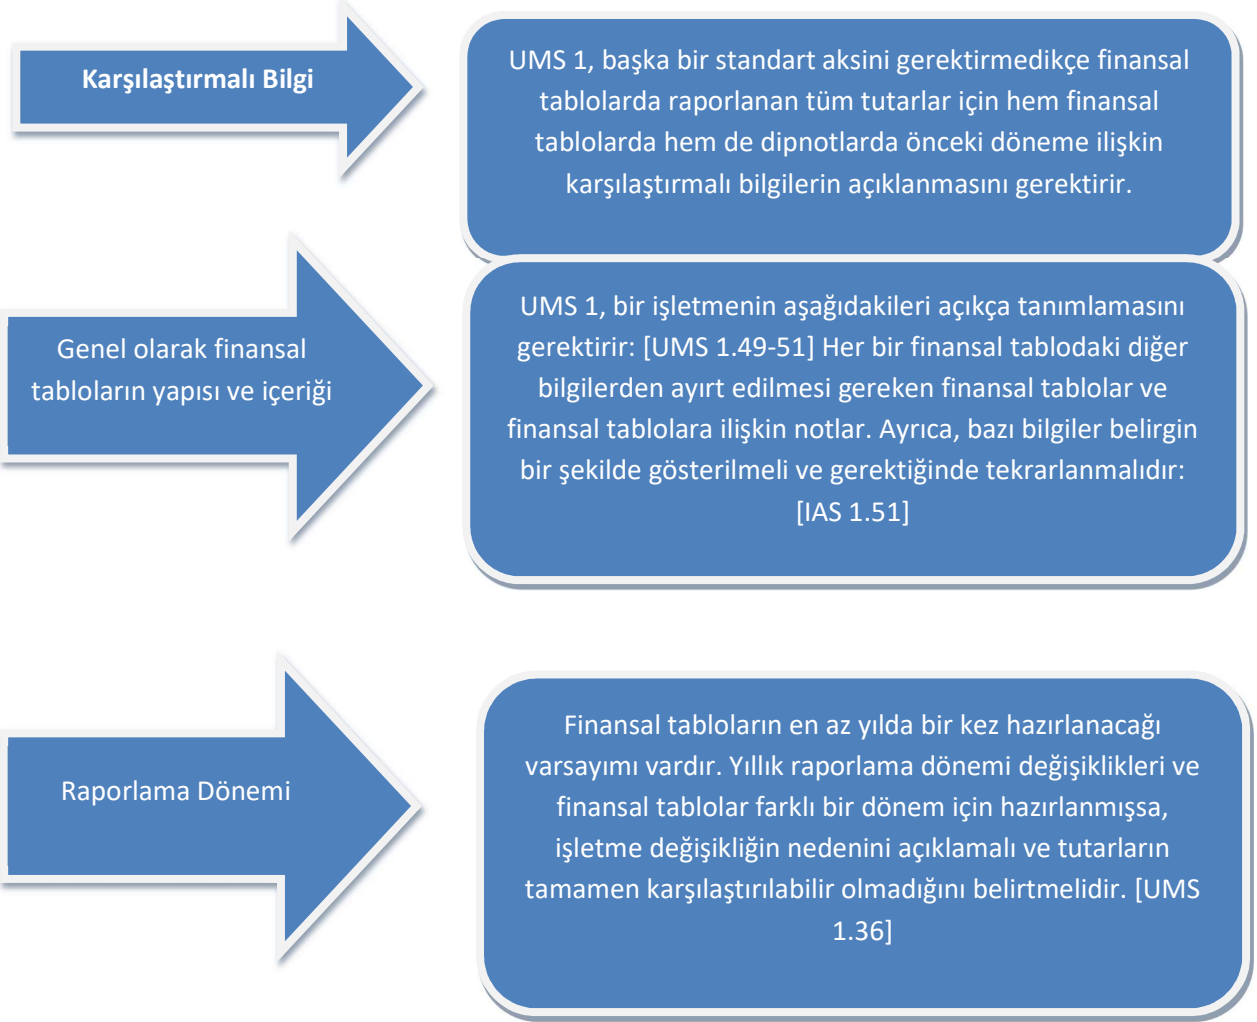 Karşılaştırmalı Bilgi
UMS 1, başka bir standart aksini gerektirmedikçe finansal
tablolarda raporlanan tüm tutarlar için hem finansal
tablolarda hem de dipnotlarda önceki döneme ilişkin
karşılaştırmalı bilgilerin açıklanmasını gerektirir.
Genel olarak finansal
tabloların yapısı ve içeriği
UMS 1, bir işletmenin aşağıdakileri açıkça tanımlamasını
gerektirir: [UMS 1.49-51] Her bir finansal tablodaki diğer
bilgilerden ayırt edilmesi gereken finansal tablolar ve
finansal tablolara ilişkin notlar. Ayrıca, bazı bilgiler belirgin
bir şekilde gösterilmeli ve gerektiğinde tekrarlanmalıdır:
[IAS 1.51]
Raporlama Dönemi
Finansal tabloların en az yılda bir kez hazırlanacağı
varsayımı vardır. Yıllık raporlama dönemi değişiklikleri ve
finansal tablolar farklı bir dönem için hazırlanmışsa,
işletme değişikliğin nedenini açıklamalı ve tutarların
tamamen karşılaştırılabilir olmadığını belirtmelidir. [UMS
1.36]